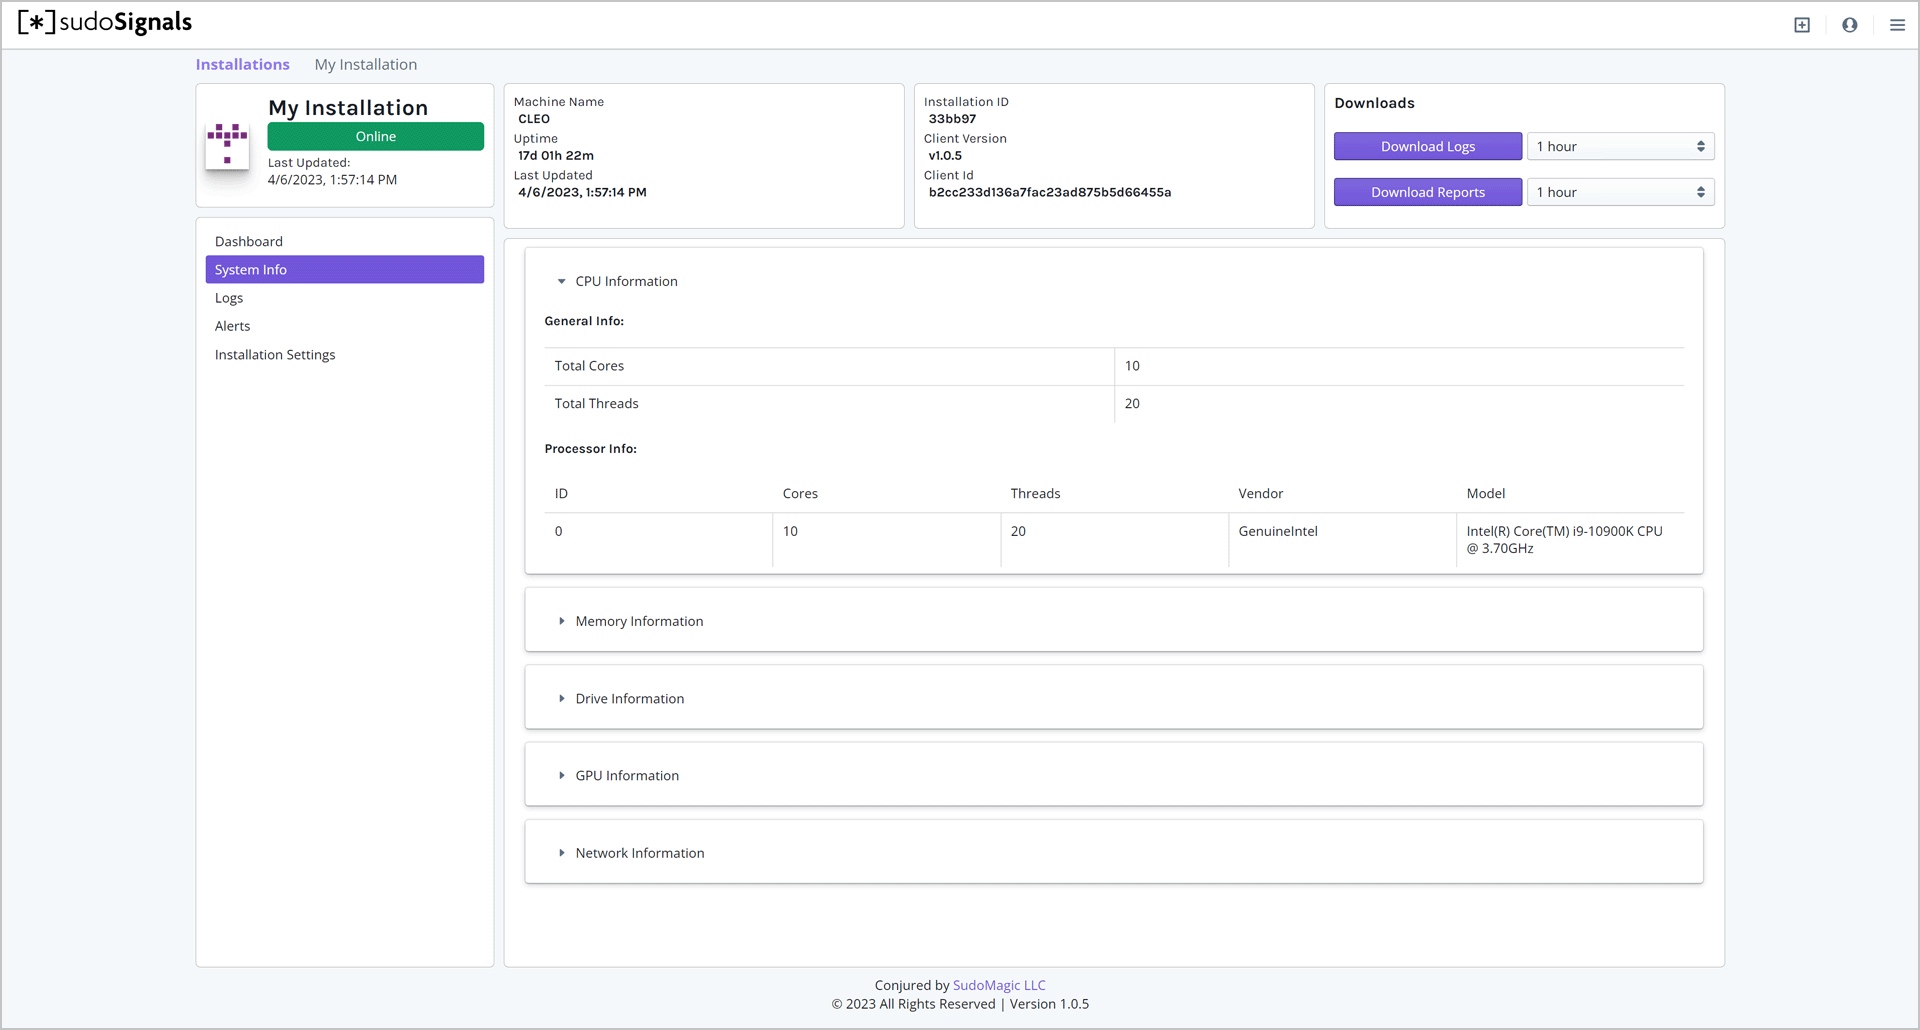 [*]sudoSignals
Installations My Installation
My Installation
Online
Last Updated:
4/6/2023, 1:57:14 PM
Machine Name
CLEO
Uptime
17d 01h 22m
Last Updated
4/6/2023, 1:57:14 PM
Installation ID
33bb97
Client Version
v1.0.5
Client Id
b2cc233d136a7fac23ad875b5d66455a
Downloads
Download Logs 1 hour
Download Reports 1 hour
Dashboard
System Info
Logs
Alerts
Installation Settings
CPU Information
General Info:
Total Cores 10
Total Threads 20
Processor Info:
ID Cores Threads Vendor Model
0 10 20 GenuineIntel Intel(R) Core(TM) i9-10900K CPU
@ 3.70GHz
Memory Information
Drive Information
GPU Information
Network Information
Conjured by SudoMagic LLC
© 2023 All Rights Reserved | Version 1.0.5